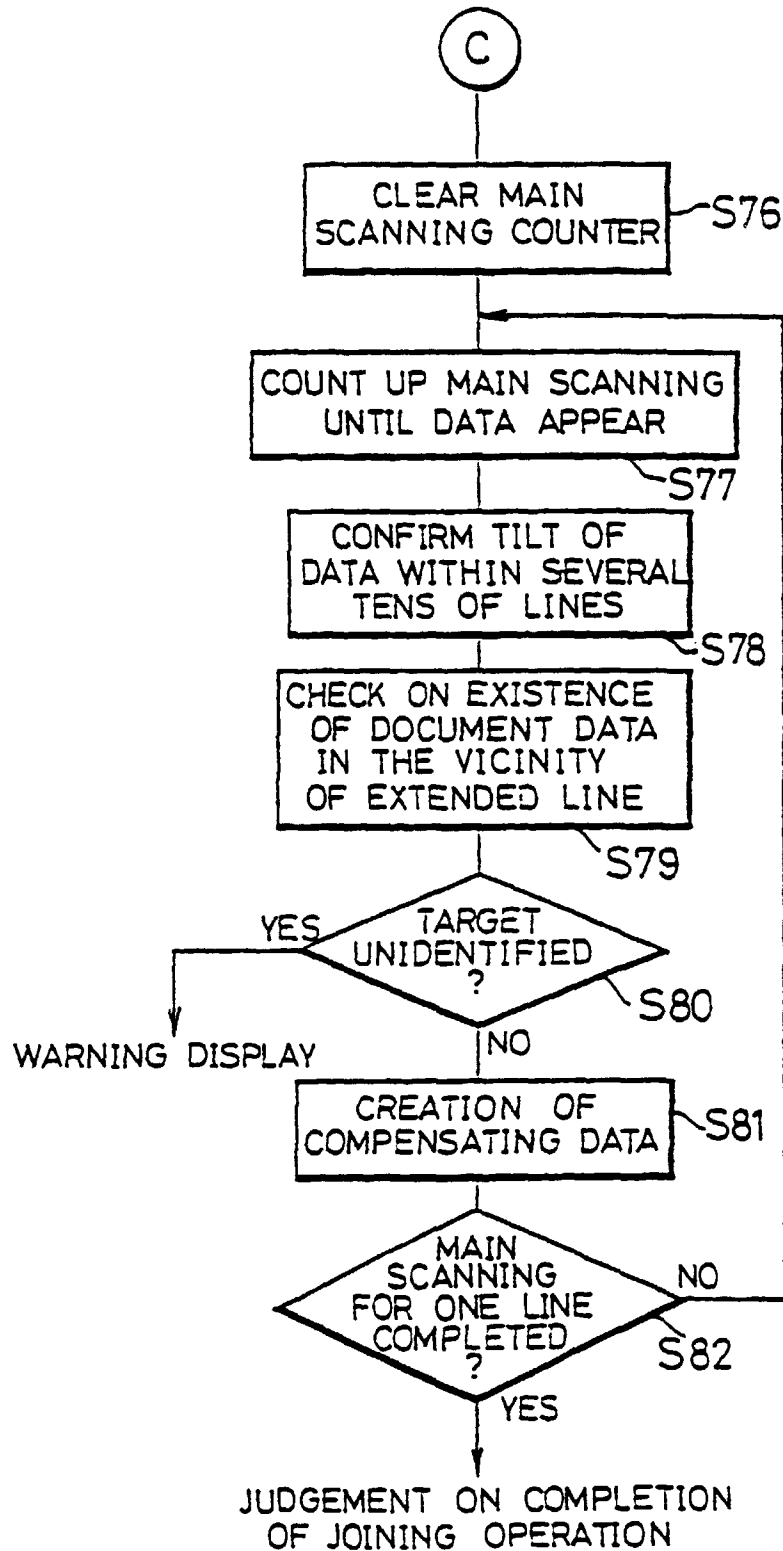 C
CLEAR MAIN
SCANNING COUNTER
S76
COUNT UP MAIN SCANNING
UNTIL DATA APPEAR
S77
CONFIRM TILT OF
DATA WITHIN SEVERAL
TENS OF LINES
S78
CHECK ON EXISTENCE
OF DOCUMENT DATA
IN THE VICINITY
OF EXTENDED LINE
S79
YES
TARGET
UNIDENTIFIED
?
S80
WARNING DISPLAY
NO
CREATION OF
COMPENSATING DATA
S81
MAIN
SCANNING
FOR ONE LINE
COMPLETED
?
NO
S82
YES
JUDGEMENT ON COMPLETION
OF JOINING OPERATION